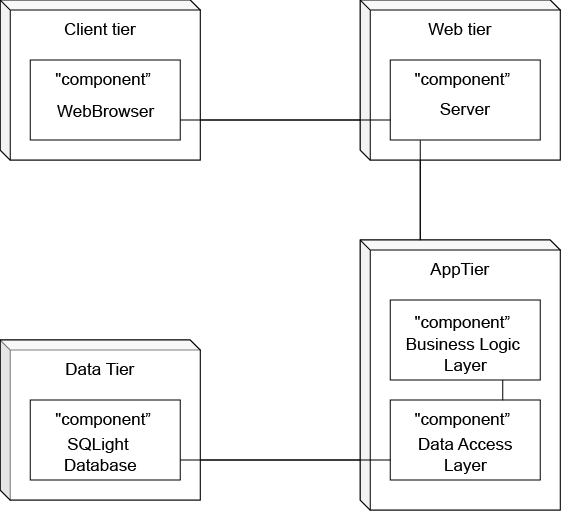 Client tier
"component”
WebBrowser
Web tier
"component”
Server
AppTier
"component”
Business Logic
Layer
"component”
Data Access
Layer
Data Tier
"component”
SQLight
Database